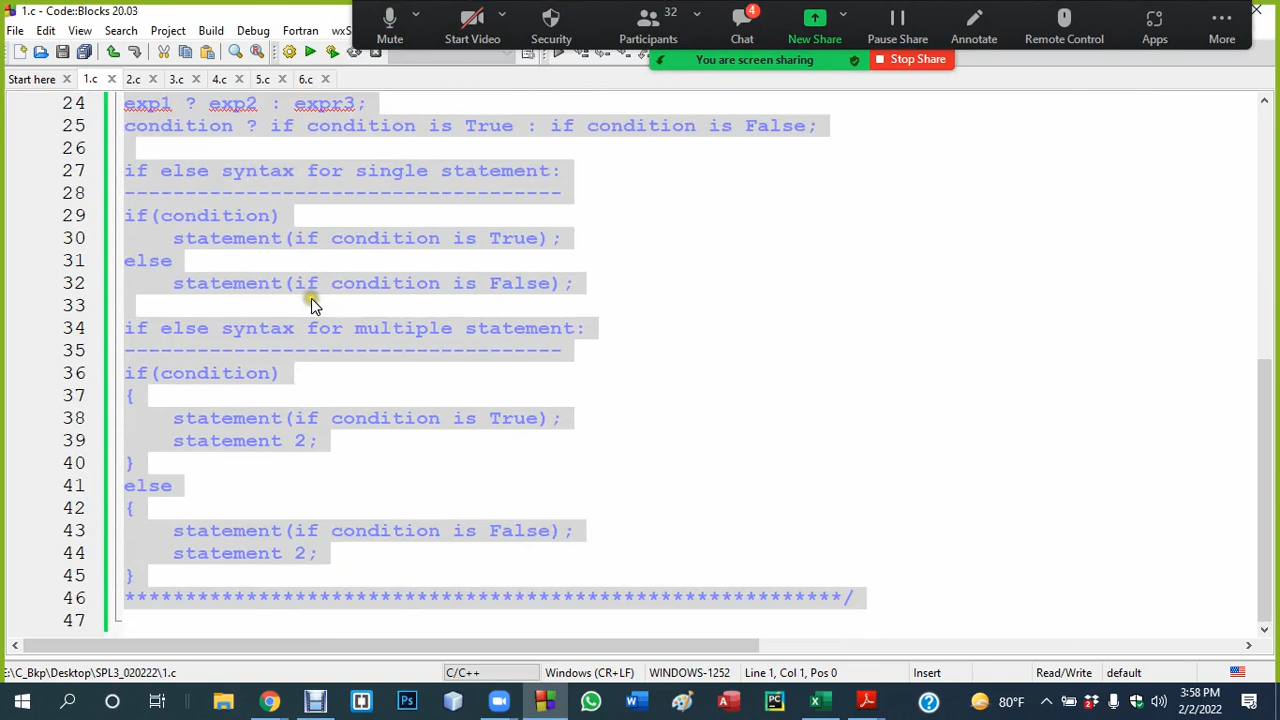 1.c - Code::Blocks 20.03
File Edit View Search Project Build Debug Fortran wxS
Mute Start Video Security Participants 32 Chat 4 New Share Pause Share Annotate Remote Control Apps More
You are screen sharing Stop Share
Start here 1.c 2.c 3.c 4.c 5.c 6.c
24 exp1 ? exp2 : expr3;
25 condition ? if condition is True : if condition is False;
26
27 if else syntax for single statement:
28 ------------------------------------
29 if(condition)
30 statement(if condition is True);
31 else
32 statement(if condition is False);
33
34 if else syntax for multiple statement:
35 ------------------------------------
36 if(condition)
37 {
38 statement(if condition is True);
39 statement 2;
40 }
41 else
42 {
43 statement(if condition is False);
44 statement 2;
45 }
46 ***********************************************************/
47
E:\C_Bkp\Desktop\SPL3_020222\1.c C/C++ Windows (CR+LF) WINDOWS-1252 Line 1, Col 1, Pos 0 Insert Read/Write default
80°F 3:58 PM
2/2/2022